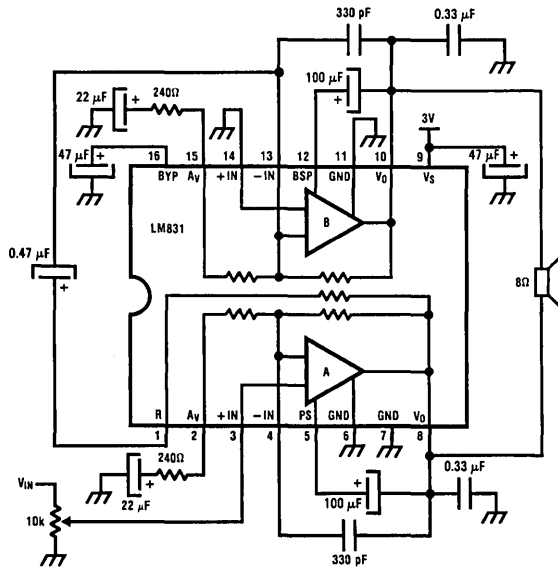 330 pF
0.33 μF
100 μF
+
22 μF
+
240Ω
3V
47 μF
+
16
15
14
13
12
11
10
9
47 μF
+
BYP
AV
+ IN
− IN
BSP
GND
VO
VS
LM831
B
0.47 μF
+
8Ω
A
R
AV
+ IN
− IN
PS
GND
GND
VO
1
2
3
4
5
6
7
8
240Ω
+
22 μF
0.33 μF
+
100 μF
VIN
10k
330 pF